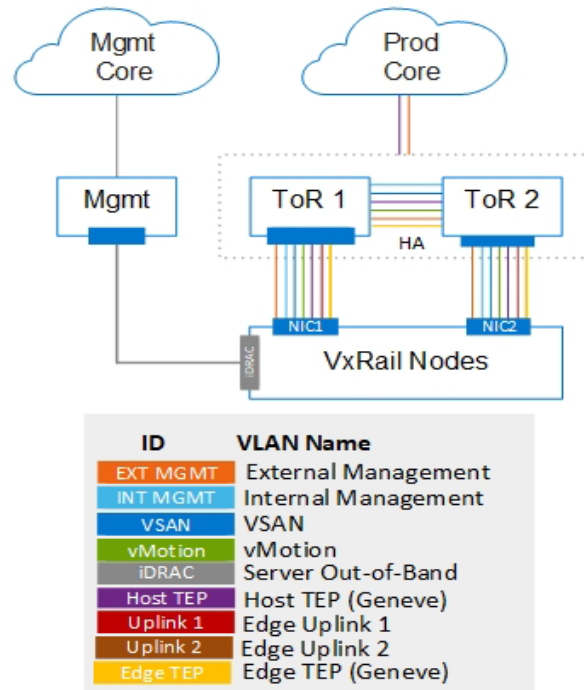 Mgmt
Core
Prod
Core
Mgmt
ToR 1
ToR 2
HA
NIC1
NIC2
iDRAC
VxRail Nodes
ID VLAN Name
EXT MGMT External Management
INT MGMT Internal Management
VSAN VSAN
vMotion vMotion
iDRAC Server Out-of-Band
Host TEP Host TEP (Geneve)
Uplink 1 Edge Uplink 1
Uplink 2 Edge Uplink 2
Edge TEP Edge TEP (Geneve)